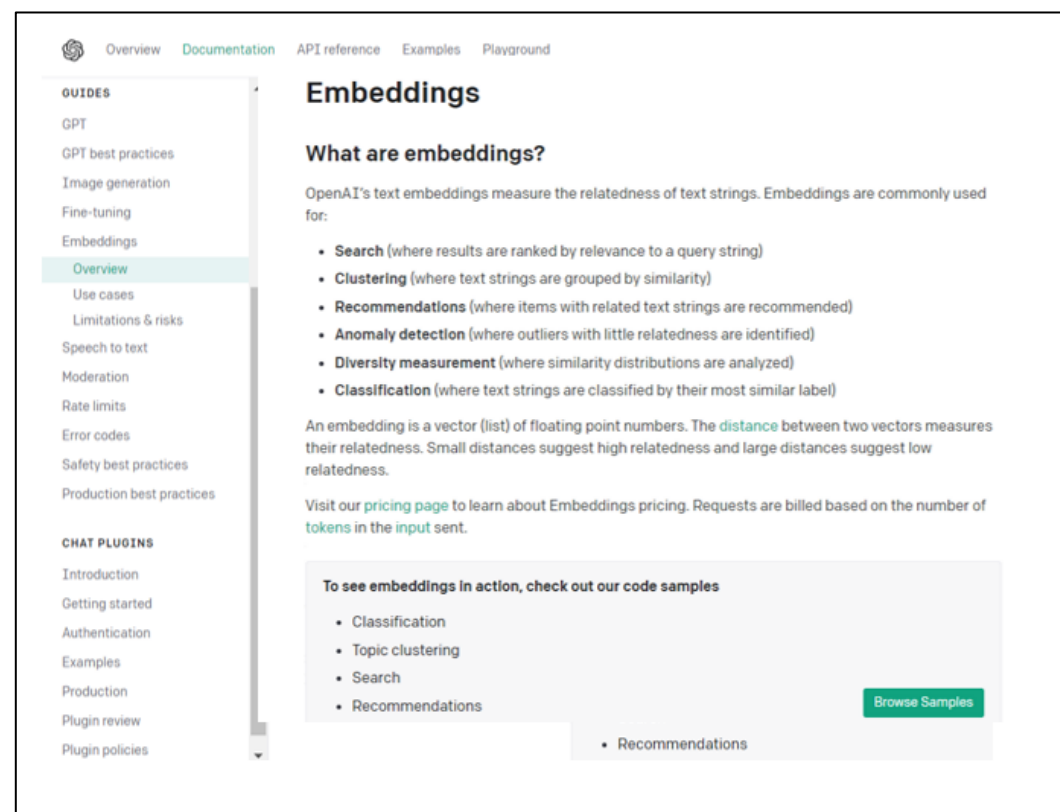 Overview Documentation API reference Examples Playground
GUIDES
GPT
GPT best practices
Image generation
Fine-tuning
Embeddings
Overview
Use cases
Limitations & risks
Speech to text
Moderation
Rate limits
Error codes
Safety best practices
Production best practices
CHAT PLUGINS
Introduction
Getting started
Authentication
Examples
Production
Plugin review
Plugin policies
Embeddings
What are embeddings?
OpenAI's text embeddings measure the relatedness of text strings. Embeddings are commonly used
for:
• Search (where results are ranked by relevance to a query string)
• Clustering (where text strings are grouped by similarity)
• Recommendations (where items with related text strings are recommended)
• Anomaly detection (where outliers with little relatedness are identified)
• Diversity measurement (where similarity distributions are analyzed)
• Classification (where text strings are classified by their most similar label)
An embedding is a vector (list) of floating point numbers. The distance between two vectors measures
their relatedness. Small distances suggest high relatedness and large distances suggest low
relatedness.
Visit our pricing page to learn about Embeddings pricing. Requests are billed based on the number of
tokens in the input sent.
To see embeddings in action, check out our code samples
• Classification
• Topic clustering
• Search
• Recommendations
Browse Samples
• Recommendations